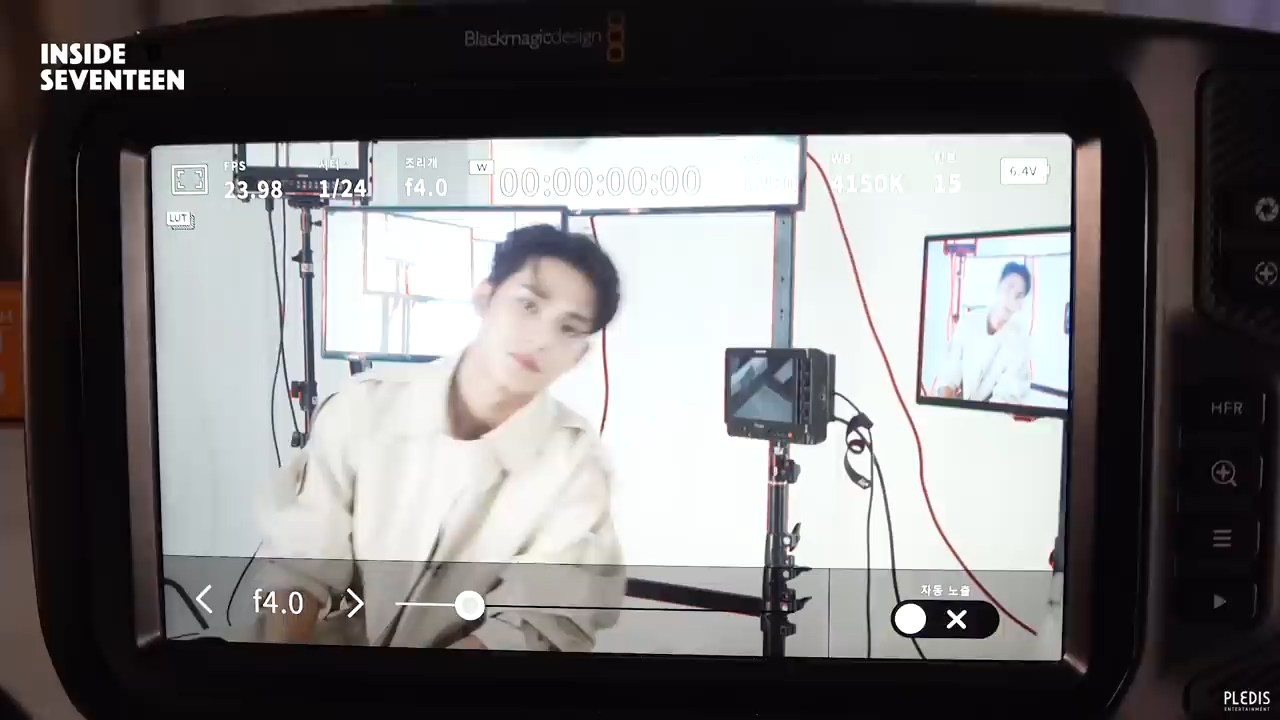 INSIDE
SEVENTEEN
Blackmagicdesign
FPS
23.98
셔터
1/24
조리개
f4.0
W
00:00:00:00
WB
4150K
틴트
15
6.4V
LUT
HFR
f4.0
자동 노출
PLEDIS
ENTERTAINMENT